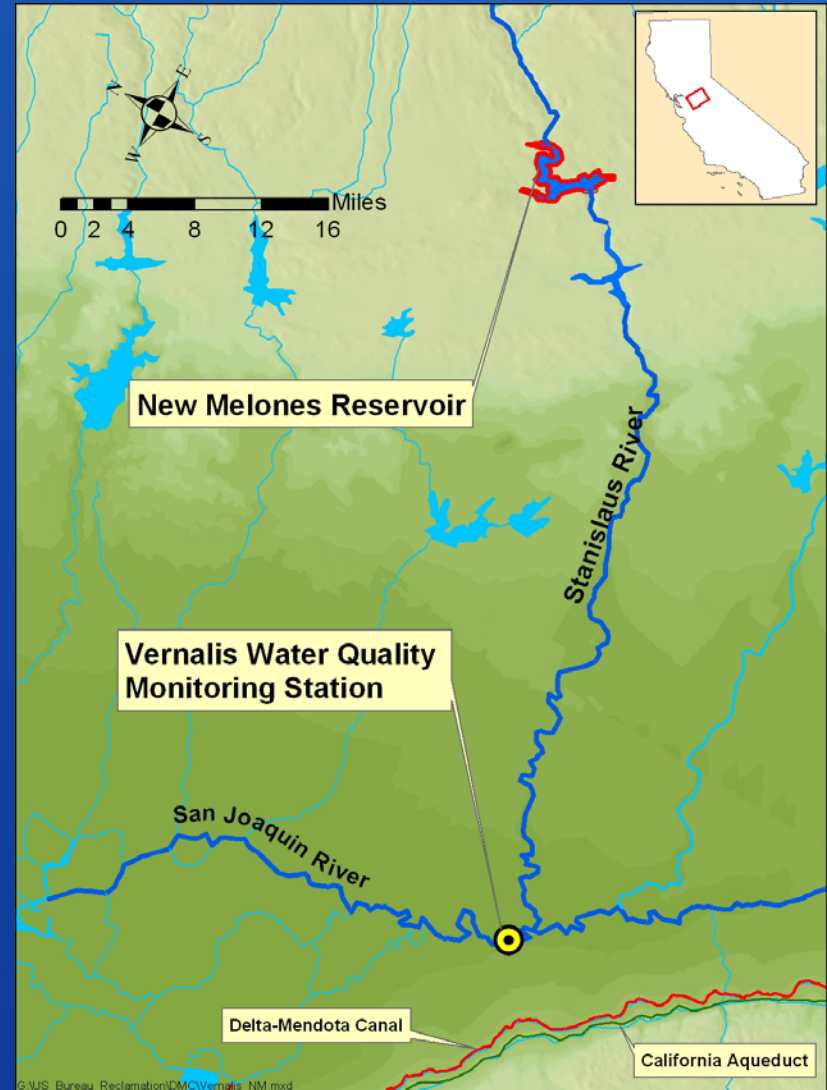 N
E
W
S
Miles
0 2 4 8 12 16
New Melones Reservoir
Stanislaus River
Vernalis Water Quality
Monitoring Station
San Joaquin River
Delta-Mendota Canal
California Aqueduct
G:\US_Bureau_Reclamation\DMC\Vernalis_NM.mxd